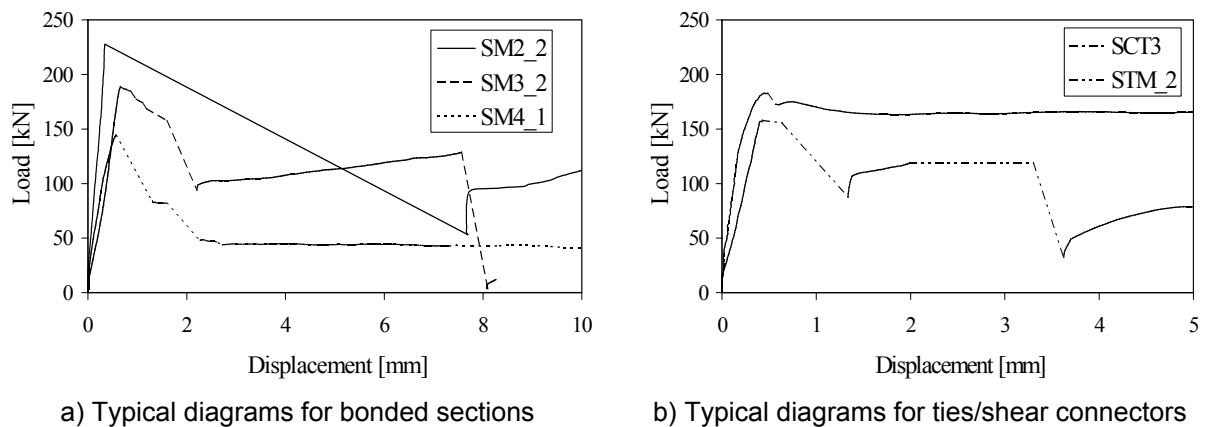 250
200
150
100
50
0
Load [kN]
SM2_2
SM3_2
SM4_1
0 2 4 6 8 10
Displacement [mm]
a) Typical diagrams for bonded sections
250
200
150
100
50
0
Load [kN]
SCT3
STM_2
0 1 2 3 4 5
Displacement [mm]
b) Typical diagrams for ties/shear connectors